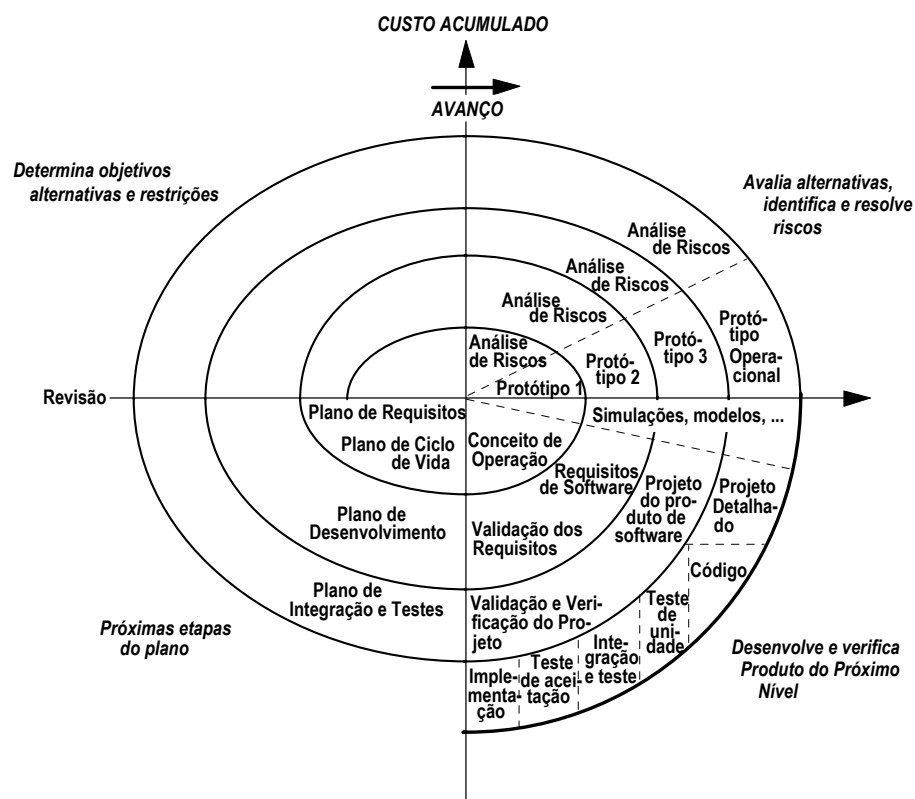 CUSTO ACUMULADO
AVANÇO
Determina objetivos
alternativas e restrições
Avalia alternativas,
identifica e resolve
riscos
Análise
de Riscos
Análise
de Riscos
Análise
de Riscos
Análise
de Riscos
Protótipo 1
Protó-
tipo 2
Protó-
tipo 3
Protó-
tipo
Opera-
cional
Revisão
Plano de Requisitos
Simulações, modelos, ...
Plano de Ciclo
de Vida
Conceito de
Operação
Requisitos
de Software
Projeto
do pro-
duto de
software
Projeto
Detalha-
do
Plano de
Desenvolvimento
Validação dos
Requisitos
Código
Plano de
Integração e Testes
Validação e Veri-
ficação do Pro-
jeto
Teste
de
uni-
dade
Inte-
gração
e teste
Teste
de acei-
tação
Imple-
menta-
ção
Próximas etapas
do plano
Desenvolve e verifica
Produto do Próximo
Nível